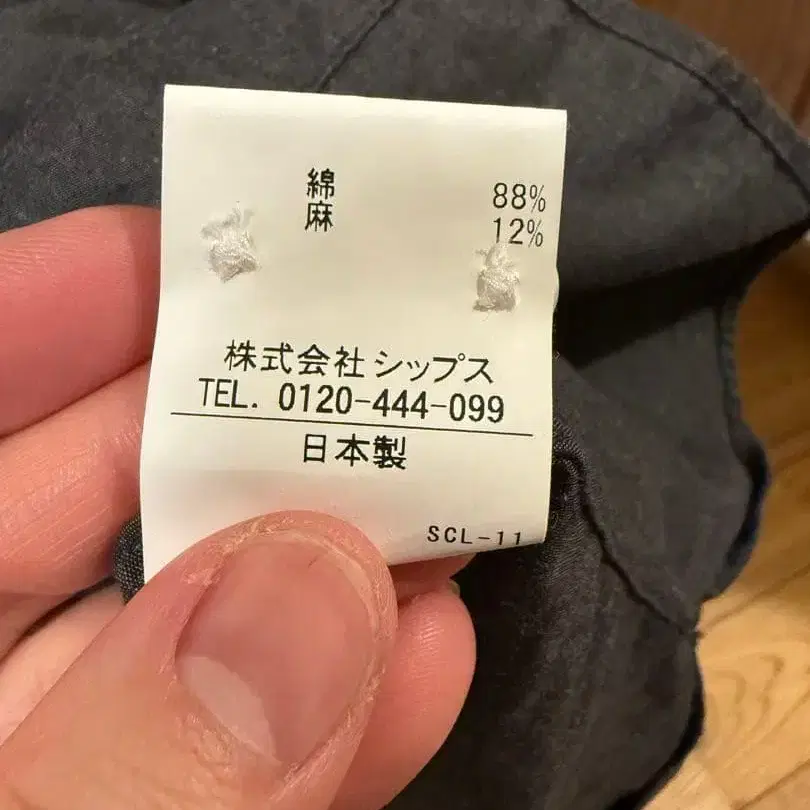 綿 88%
麻 12%
株式会社シップス
TEL. 0120-444-099
日本製
SCL-11